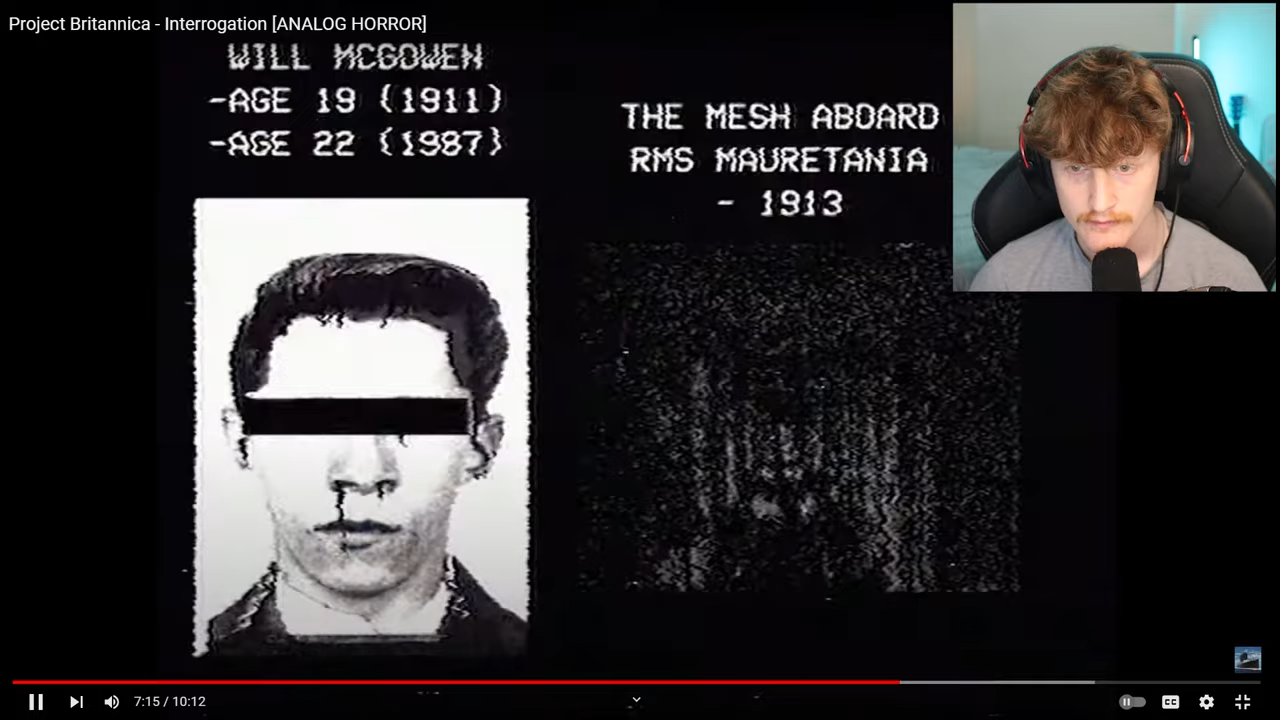 Project Britannica - Interrogation [ANALOG HORROR]
WILL MCGOWEN
-AGE 19 (1911)
-AGE 22 (1987)
THE MESH ABOARD
RMS MAURETANIA
- 1913
7:15 / 10:12
CC